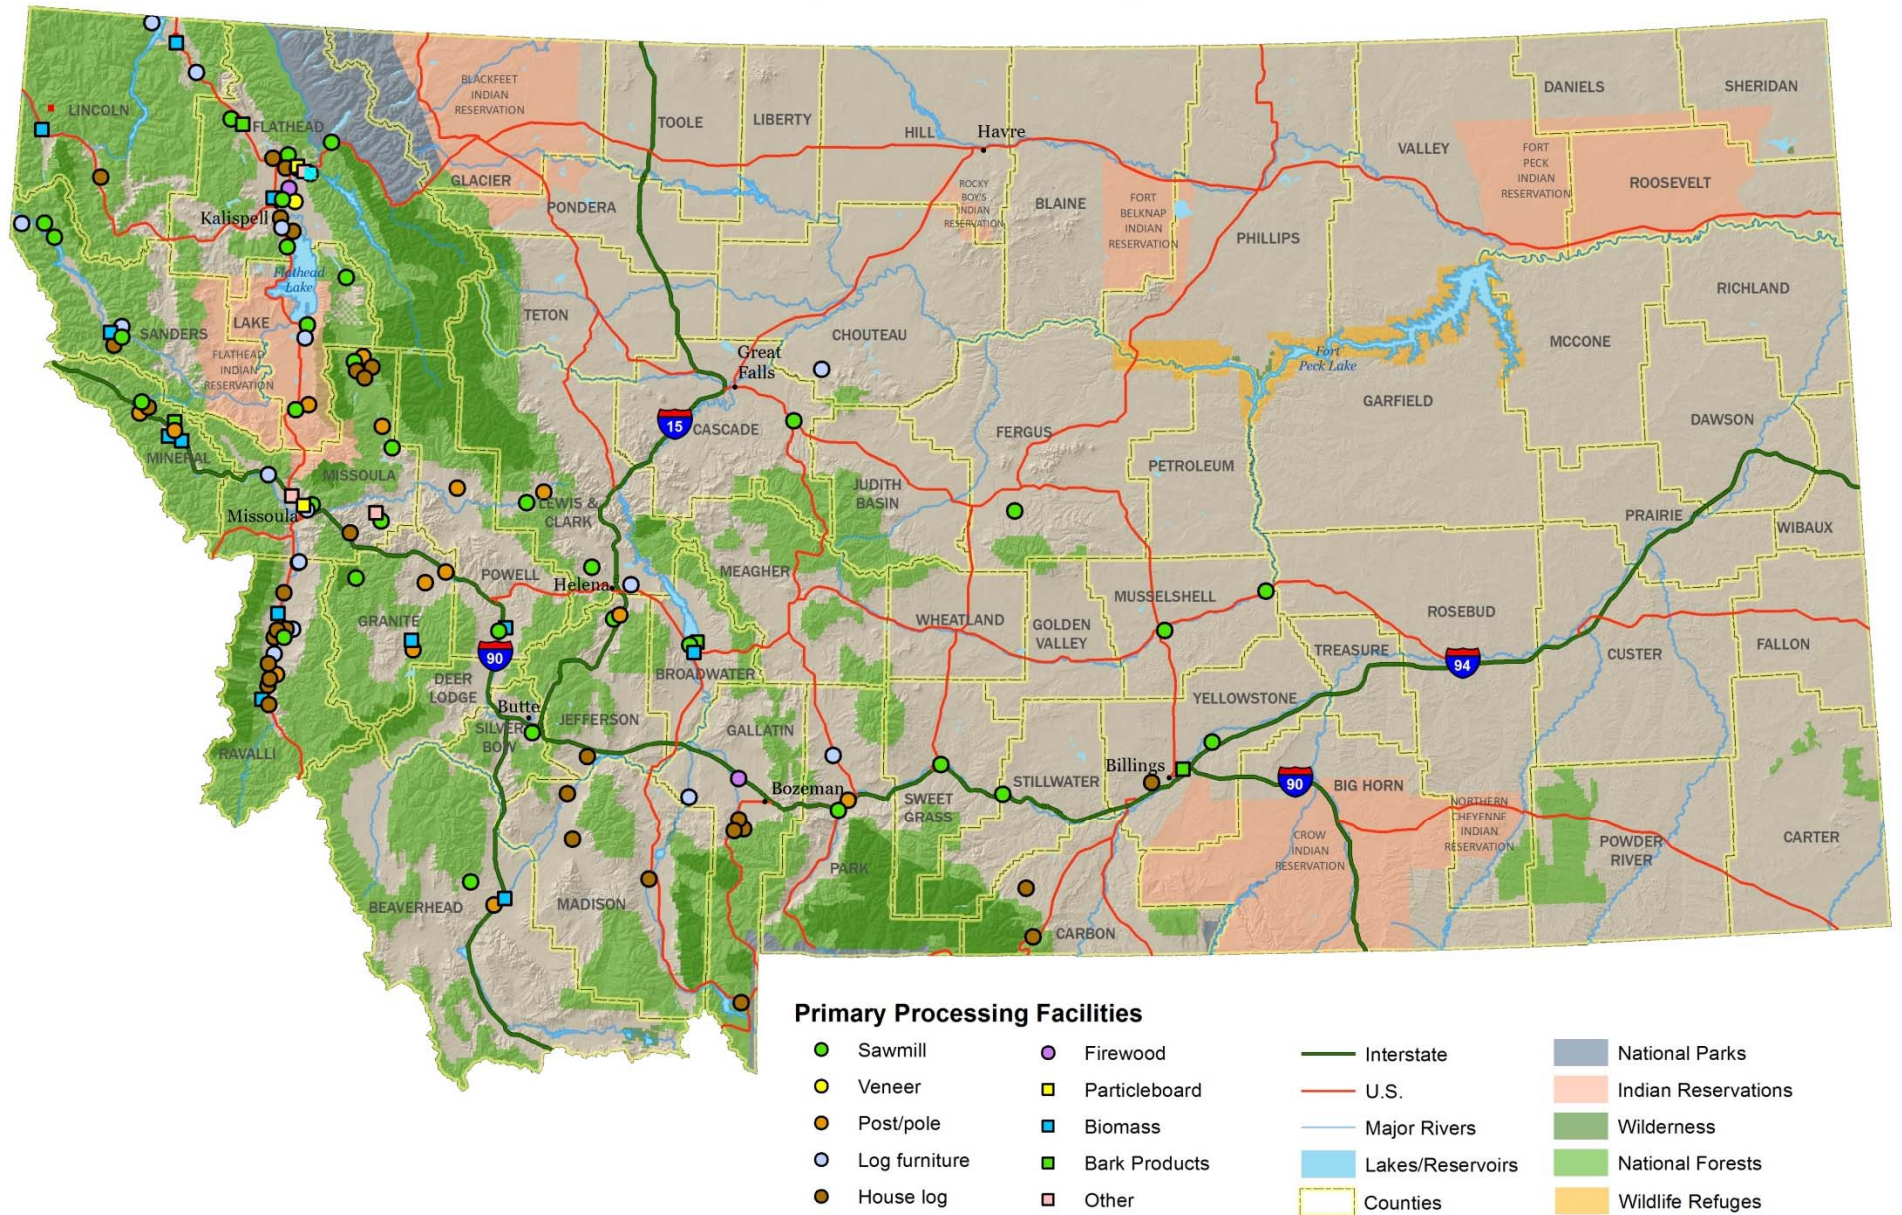 BLACKFEET
INDIAN
RESERVATION
DANIELS
SHERIDAN
LINCOLN
FLATHEAD
TOOLE
LIBERTY
HILL
Havre
VALLEY
FORT
PECK
INDIAN
RESERVATION
ROOSEVELT
GLACIER
PONDERA
ROCKY
BOY'S
INDIAN
RESERVATION
BLAINE
FORT
BELKNAP
INDIAN
RESERVATION
PHILLIPS
Kalispell
Flathead
Lake
RICHLAND
SANDERS
LAKE
FLATHEAD
INDIAN
RESERVATION
TETON
CHOUTEAU
Great
Falls
Fort
Peck Lake
MCCONE
GARFIELD
DAWSON
15
CASCADE
FERGUS
PETROLEUM
MINERAL
MISSOULA
JUDITH
BASIN
LEWIS &
CLARK
Missoula
PRAIRIE
WIBAUX
POWELL
Helena
MEAGHER
MUSSELSHELL
ROSEBUD
GRANITE
WHEATLAND
GOLDEN
VALLEY
TREASURE
94
CUSTER
FALLON
90
DEER
LODGE
BROADWATER
YELLOWSTONE
Butte
SILVER
BOW
JEFFERSON
GALLATIN
RAVALLI
Bozeman
SWEET
GRASS
STILLWATER
Billings
90
BIG HORN
NORTHERN
CHEYENNE
INDIAN
RESERVATION
CROW
INDIAN
RESERVATION
POWDER
RIVER
CARTER
PARK
BEAVERHEAD
MADISON
CARBON
Primary Processing Facilities
Sawmill
Veneer
Post/pole
Log furniture
House log
Firewood
Particleboard
Biomass
Bark Products
Other
Interstate
U.S.
Major Rivers
Lakes/Reservoirs
Counties
National Parks
Indian Reservations
Wilderness
National Forests
Wildlife Refuges